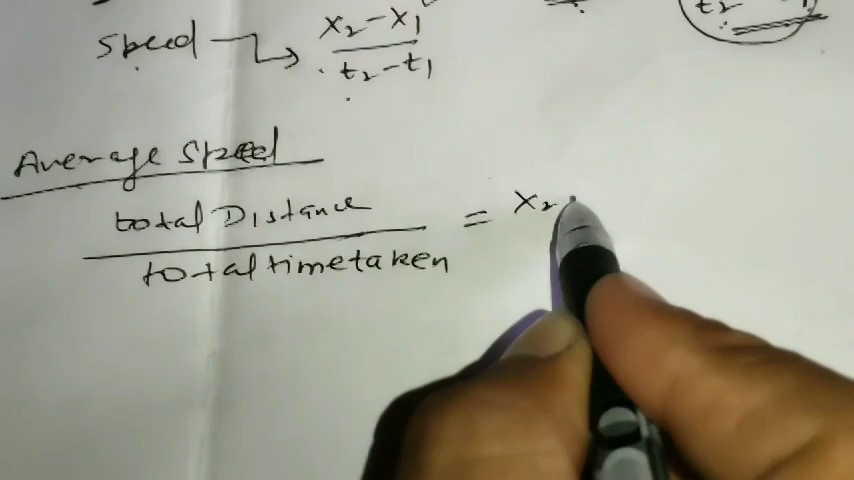 Speed → x₂-x₁ / t₂-t₁
Average Speed
total Distance / total time taken = x₂